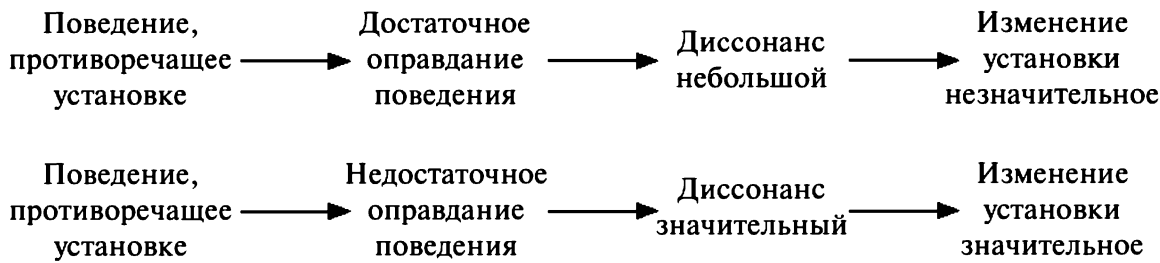 Поведение,
противоречащее
установке
Достаточное
оправдание
поведения
Диссонанс
небольшой
Изменение
установки
незначительное
Поведение,
противоречащее
установке
Недостаточное
оправдание
поведения
Диссонанс
значительный
Изменение
установки
значительное